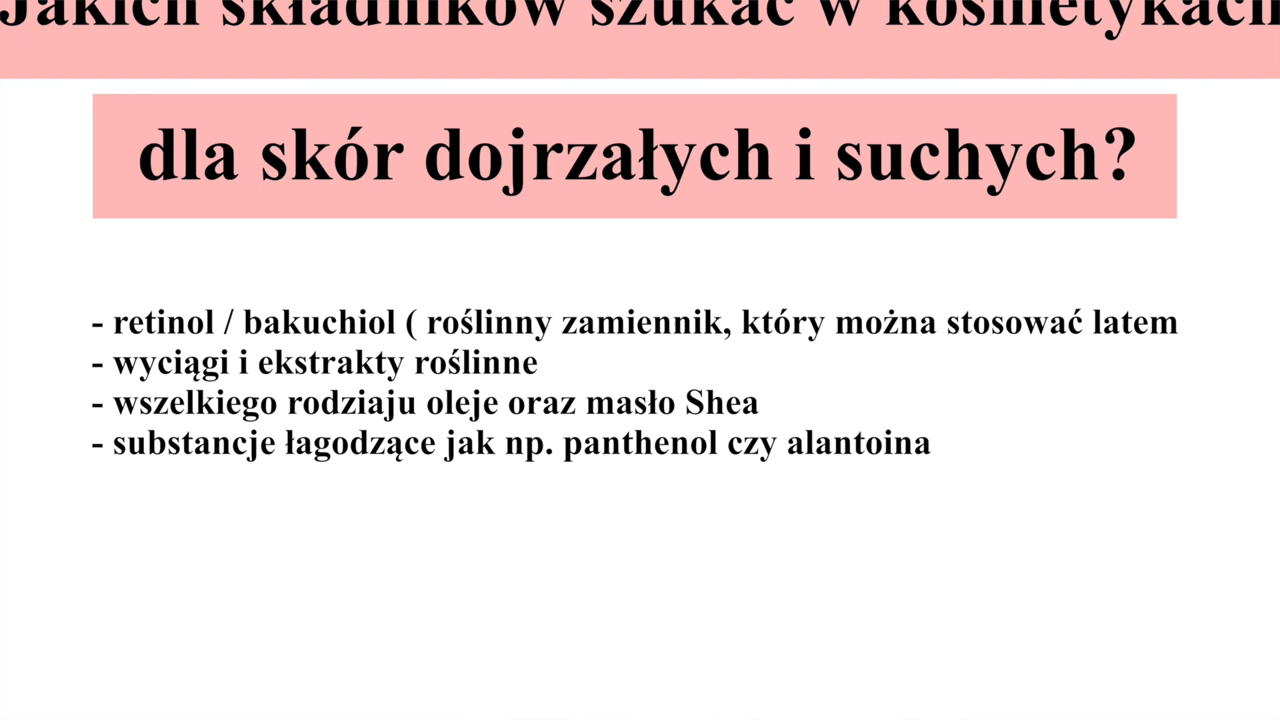 Jakich składników szukać w kosmetykach
dla skór dojrzałych i suchych?
- retinol / bakuchiol ( roślinny zamiennik, który można stosować latem
- wyciągi i ekstrakty roślinne
- wszelkiego rodziaju oleje oraz masło Shea
- substancje łagodzące jak np. panthenol czy alantoina